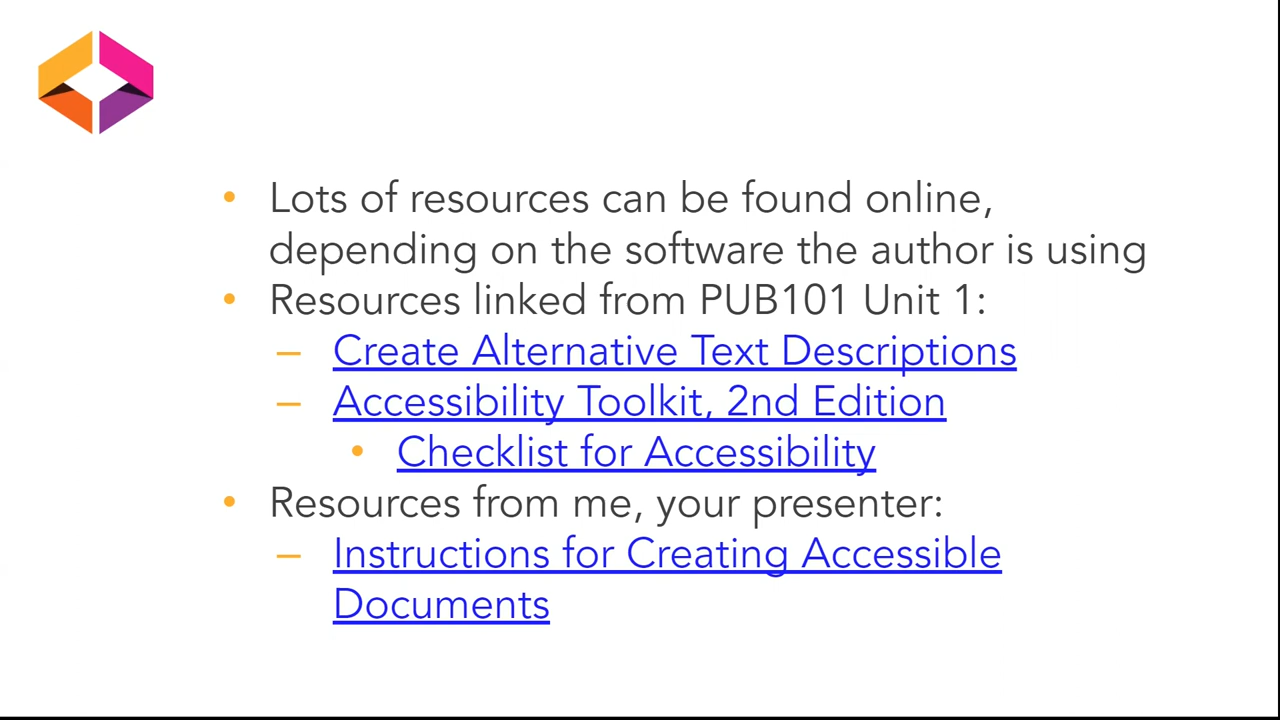 • Lots of resources can be found online,
depending on the software the author is using
• Resources linked from PUB101 Unit 1:
– Create Alternative Text Descriptions
– Accessibility Toolkit, 2nd Edition
• Checklist for Accessibility
• Resources from me, your presenter:
– Instructions for Creating Accessible
Documents